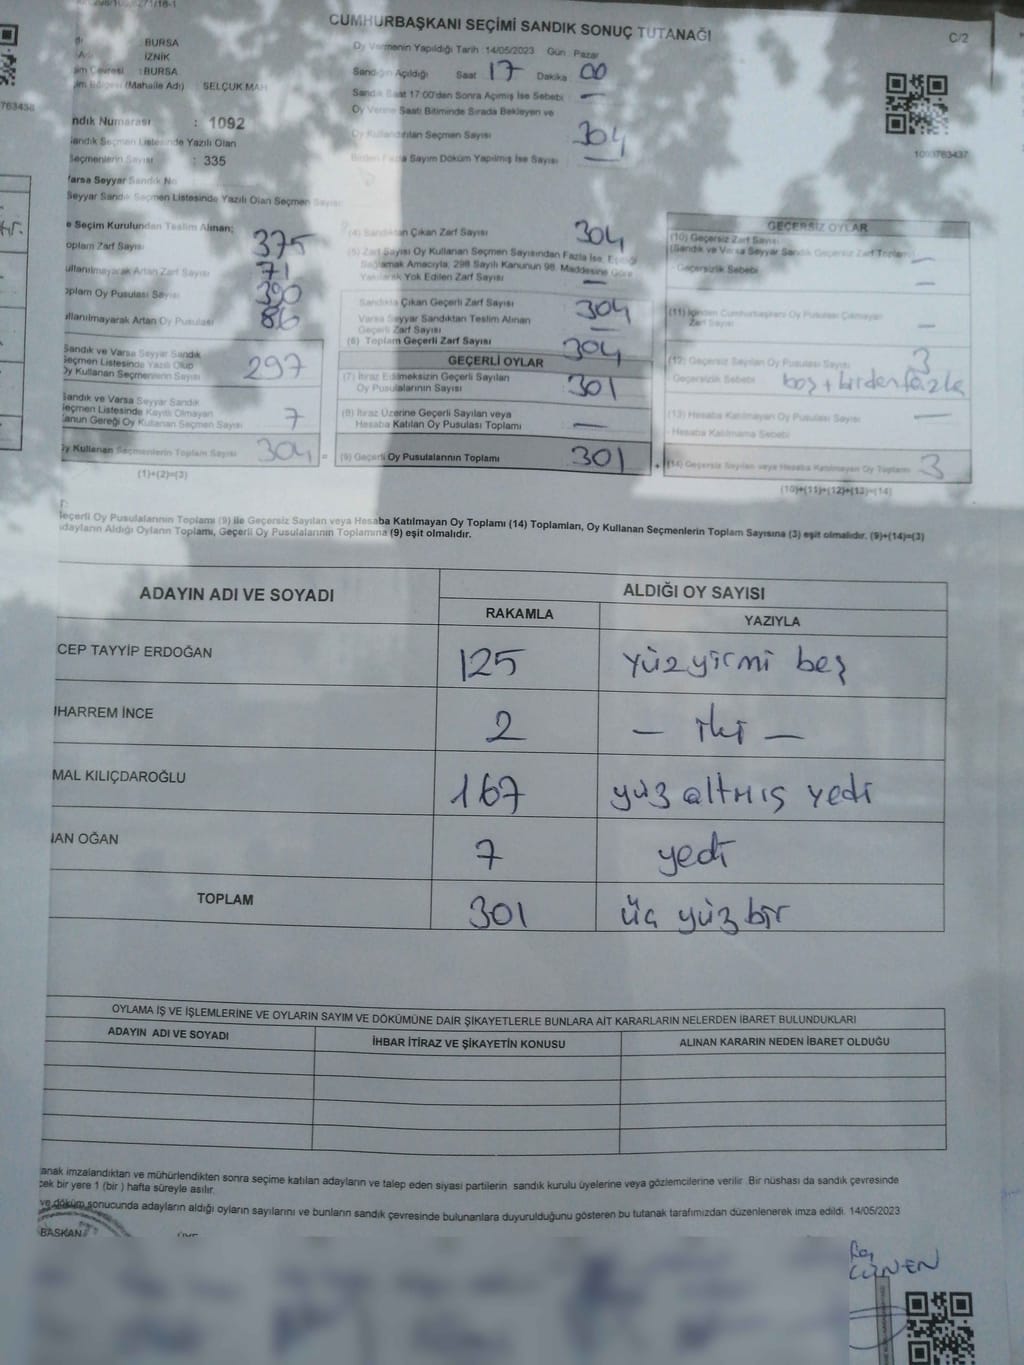 CUMHURBAŞKANI SEÇİMİ SANDIK SONUÇ TUTANAĞI
C/2
BURSA
İZNİK
im Çevresi : BURSA
(Mahalle Adı) : SELÇUK MAH
ndık Numarası : 1092
Sandık Seçmen Listesinde Yazılı Olan
Seçmenlerin Sayısı : 335
Varsa Seyyar Sandık No
Seyyar Sandık Seçmen Listesinde Yazılı Olan Seçmen Sayısı
Oy Vermenin Yapıldığı Tarih : 14/05/2023 Gün : Pazar
Sandığın Açıldığı Saat 17 Dakika : 00
Sandık Saat 17:00'den Sonra Açılmış İse Sebebi : —
Oy Verme Saati Bitiminde Sırada Bekleyen ve
Oy Kullandırılan Seçmen Sayısı 304
Birden Fazla Sayım Döküm Yapılmış İse Sayısı —
1000763437
763438
e Seçim Kurulundan Teslim Alınan;
oplam Zarf Sayısı 375
ullanılmayarak Artan Zarf Sayısı 71
oplam Oy Pusulası Sayısı 390
ullanılmayarak Artan Oy Pusulası 86
Sandık ve Varsa Seyyar Sandık
Seçmen Listesinde Yazılı Olup
Oy Kullanan Seçmenlerin Sayısı 297
Sandık ve Varsa Seyyar Sandık
Seçmen Listesinde Kayıtlı Olmayan
Kanun Gereği Oy Kullanan Seçmen Sayısı 7
Oy Kullanan Seçmenlerin Toplam Sayısı 304 =
(1)+(2)=(3)
(4) Sandıktan Çıkan Zarf Sayısı 304
(5) Zarf Sayısı Oy Kullanan Seçmen Sayısından Fazla İse, Eşitliği
Sağlamak Amacıyla, 298 Sayılı Kanunun 98. Maddesine Göre
Yakılarak Yok Edilen Zarf Sayısı —
Sandıkta Çıkan Geçerli Zarf Sayısı 304
Varsa Seyyar Sandıktan Teslim Alınan
Geçerli Zarf Sayısı —
(6) Toplam Geçerli Zarf Sayısı 304
GEÇERLİ OYLAR
(7) İtiraz Edilmeksizin Geçerli Sayılan
Oy Pusulalarının Sayısı 301
(8) İtiraz Üzerine Geçerli Sayılan veya
Hesaba Katılan Oy Pusulası Toplamı —
(9) Geçerli Oy Pusulalarının Toplamı 301 +
GEÇERSİZ OYLAR
(10) Geçersiz Zarf Sayısı
(Sandık ve Varsa Seyyar Sandık Geçersiz Zarf Toplamı) —
- Geçersizlik Sebebi —
(11) İçinden Cumhurbaşkanı Oy Pusulası Çıkmayan
Zarf Sayısı —
(12) Geçersiz Sayılan Oy Pusulası Sayısı 3
Geçersizlik Sebebi boş + birden fazla
(13) Hesaba Katılmayan Oy Pusulası Sayısı —
- Hesaba Katılmama Sebebi
(14) Geçersiz Sayılan veya Hesaba Katılmayan Oy Toplamı 3
(10)+(11)+(12)+(13)=(14)
Geçerli Oy Pusulalarının Toplamı (9) ile Geçersiz Sayılan veya Hesaba Katılmayan Oy Toplamı (14) Toplamları, Oy Kullanan Seçmenlerin Toplam Sayısına (3) eşit olmalıdır. (9)+(14)=(3)
Adayların Aldığı Oyların Toplamı, Geçerli Oy Pusulalarının Toplamına (9) eşit olmalıdır.
ADAYIN ADI VE SOYADI ALDIĞI OY SAYISI
RAKAMLA YAZIYLA
CEP TAYYİP ERDOĞAN 125 yüzyirmi beş
UHARREM İNCE 2 — iki —
MAL KILIÇDAROĞLU 167 yüz altmış yedi
NAN OĞAN 7 yedi
TOPLAM 301 üç yüz bir
OYLAMA İŞ VE İŞLEMLERİNE VE OYLARIN SAYIM VE DÖKÜMÜNE DAİR ŞİKAYETLERLE BUNLARA AİT KARARLARIN NELERDEN İBARET BULUNDUKLARI
ADAYIN ADI VE SOYADI İHBAR İTİRAZ VE ŞİKAYETİN KONUSU ALINAN KARARIN NEDEN İBARET OLDUĞU
anak imzalandıktan ve mühürlendikten sonra seçime katılan adayların ve talep eden siyasi partilerin sandık kurulu üyelerine veya gözlemcilerine verilir. Bir nüshası da sandık çevresinde
cek bir yere 1 (bir ) hafta süreyle asılır.
ve döküm sonucunda adayların aldığı oyların sayılarını ve bunların sandık çevresinde bulunanlara duyurulduğunu gösteren bu tutanak tarafımızdan düzenlenerek imza edildi. 14/05/2023
BAŞKAN